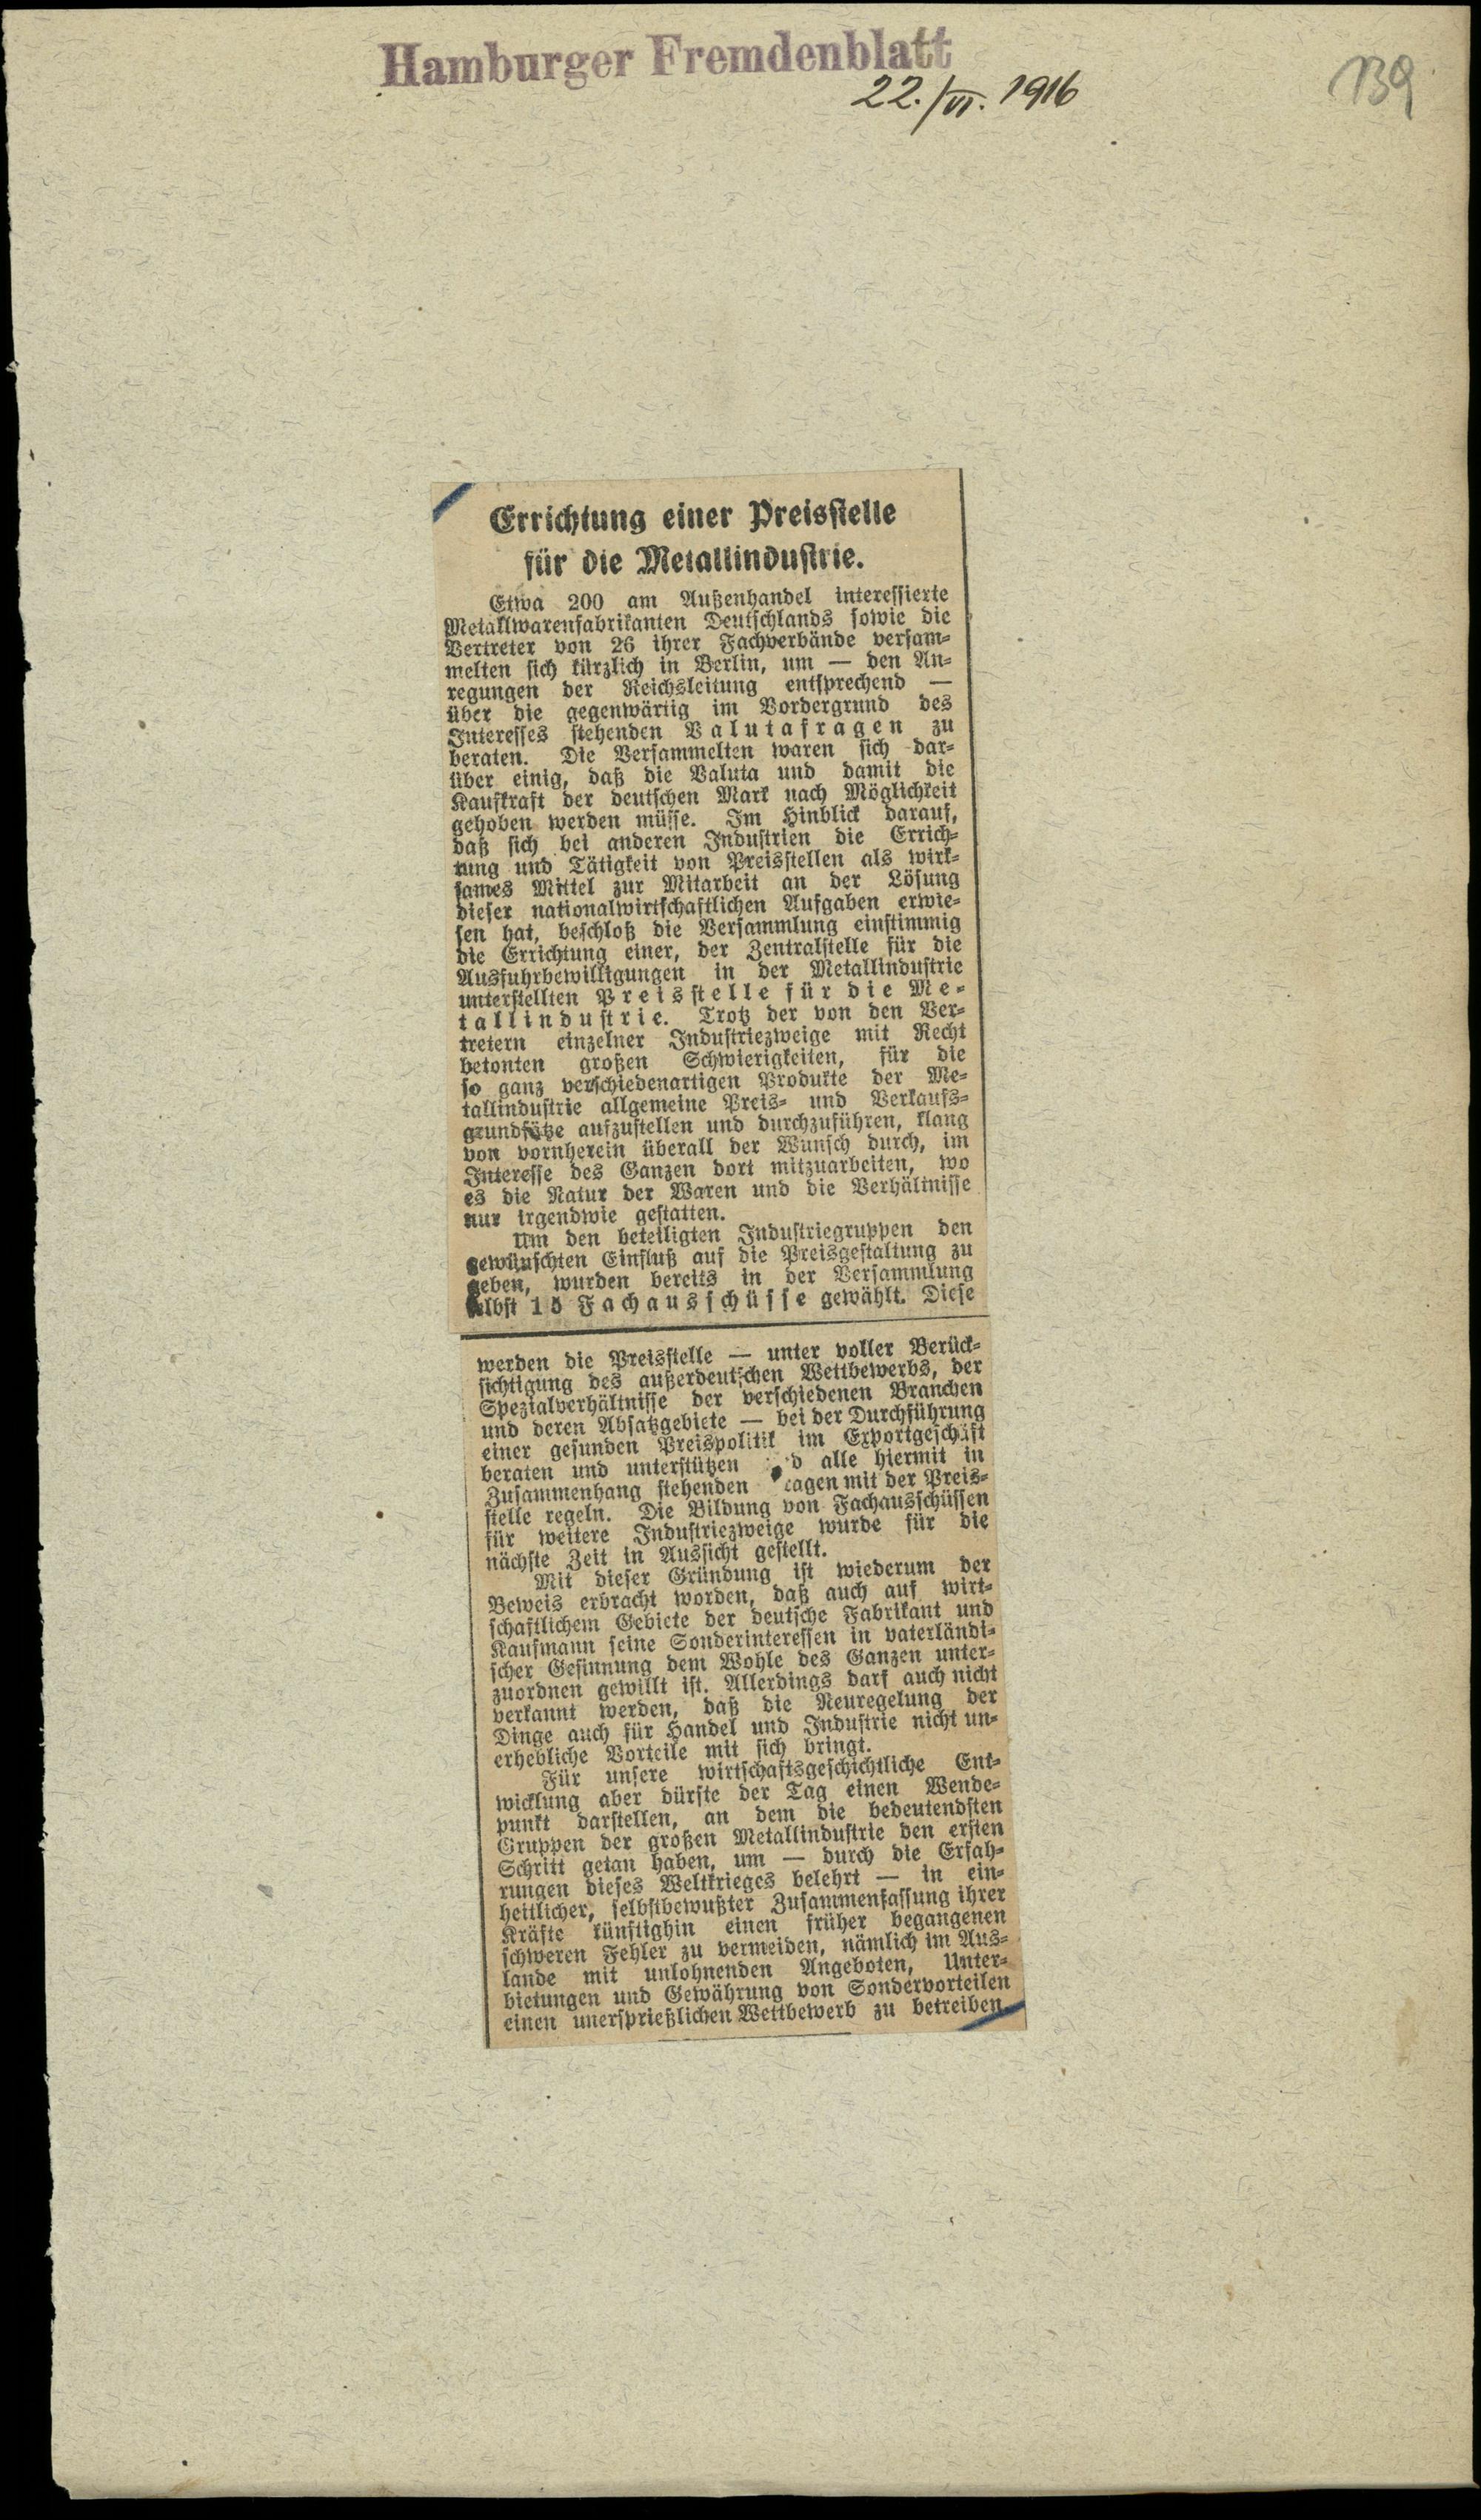 Hamburger Fremdenblatt
22./VI. 1916
139
Errichtung einer Preisstelle
für die Metallindustrie.
Etwa 200 am Außenhandel interessierte
Metallwarenfabrikanten Deutschlands sowie die
Vertreter von 26 ihrer Fachverbände versam-
melten sich kürzlich in Berlin, um — den An-
regungen der Reichsleitung entsprechend —
über die gegenwärtig im Vordergrund des
Interesses stehenden Valutafragen zu
beraten. Die Versammelten waren sich dar-
über einig, daß die Valuta und damit die
Kaufkraft der deutschen Mark nach Möglichkeit
gehoben werden müsse. Im Hinblick darauf,
daß sich bei anderen Industrien die Errich-
tung und Tätigkeit von Preisstellen als wirk-
sames Mittel zur Mitarbeit an der Lösung
dieser nationalwirtschaftlichen Aufgaben erwie-
sen hat, beschloß die Versammlung einstimmig
die Errichtung einer, der Zentralstelle für die
Ausfuhrbewilligungen in der Metallindustrie
unterstellten Preisstelle für die Me-
tallindustrie. Trotz der von den Ver-
tretern einzelner Industriezweige mit Recht
betonten großen Schwierigkeiten, für die
so ganz verschiedenartigen Produkte der Me-
tallindustrie allgemeine Preis- und Verkaufs-
grundsätze aufzustellen und durchzuführen, klang
von vornherein überall der Wunsch durch, im
Interesse des Ganzen dort mitzuarbeiten, wo
es die Natur der Waren und die Verhältnisse
nur irgendwie gestatten.
Um den beteiligten Industriegruppen den
gewünschten Einfluß auf die Preisgestaltung zu
geben, wurden bereits in der Versammlung
selbst 15 Fachausschüsse gewählt. Diese
werden die Preisstelle — unter voller Berück-
sichtigung des außerdeutschen Wettbewerbs, der
Spezialverhältnisse der verschiedenen Branchen
und deren Absatzgebiete — bei der Durchführung
einer gesunden Preispolitik im Exportgeschäft
beraten und unterstützen alle hiermit in
Zusammenhang stehenden ragen mit der Preis-
stelle regeln. Die Bildung von Fachausschüssen
für weitere Industriezweige wurde für die
nächste Zeit in Aussicht gestellt.
Mit dieser Gründung ist wiederum der
Beweis erbracht worden, daß auch auf wirt-
schaftlichem Gebiete der deutsche Fabrikant und
Kaufmann seine Sonderinteressen in vaterländi-
scher Gesinnung dem Wohle des Ganzen unter-
zuordnen gewillt ist. Allerdings darf auch nicht
verkannt werden, daß die Neuregelung der
Dinge auch für Handel und Industrie nicht un-
erhebliche Vorteile mit sich bringt.
Für unsere wirtschaftsgeschichtliche Ent-
wicklung aber dürfte der Tag einen Wende-
punkt darstellen, an dem die bedeutendsten
Gruppen der großen Metallindustrie den ersten
Schritt getan haben, um — durch die Erfah-
rungen dieses Weltkrieges belehrt — in ein-
heitlicher, selbstbewußter Zusammenfassung ihrer
Kräfte künftighin einen früher begangenen
schweren Fehler zu vermeiden, nämlich im Aus-
lande mit unlohnenden Angeboten, Unter-
bietungen und Gewährung von Sondervorteilen
einen unersprießlichen Wettbewerb zu betreiben.